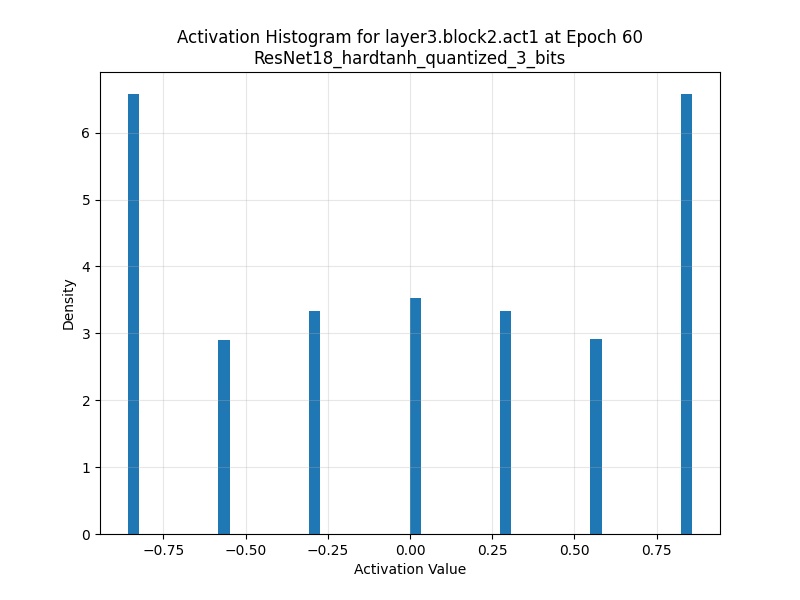 Activation Histogram for layer3.block2.act1 at Epoch 60
ResNet18_hardtanh_quantized_3_bits
Density
6
5
4
3
2
1
0
−0.75 −0.50 −0.25 0.00 0.25 0.50 0.75
Activation Value